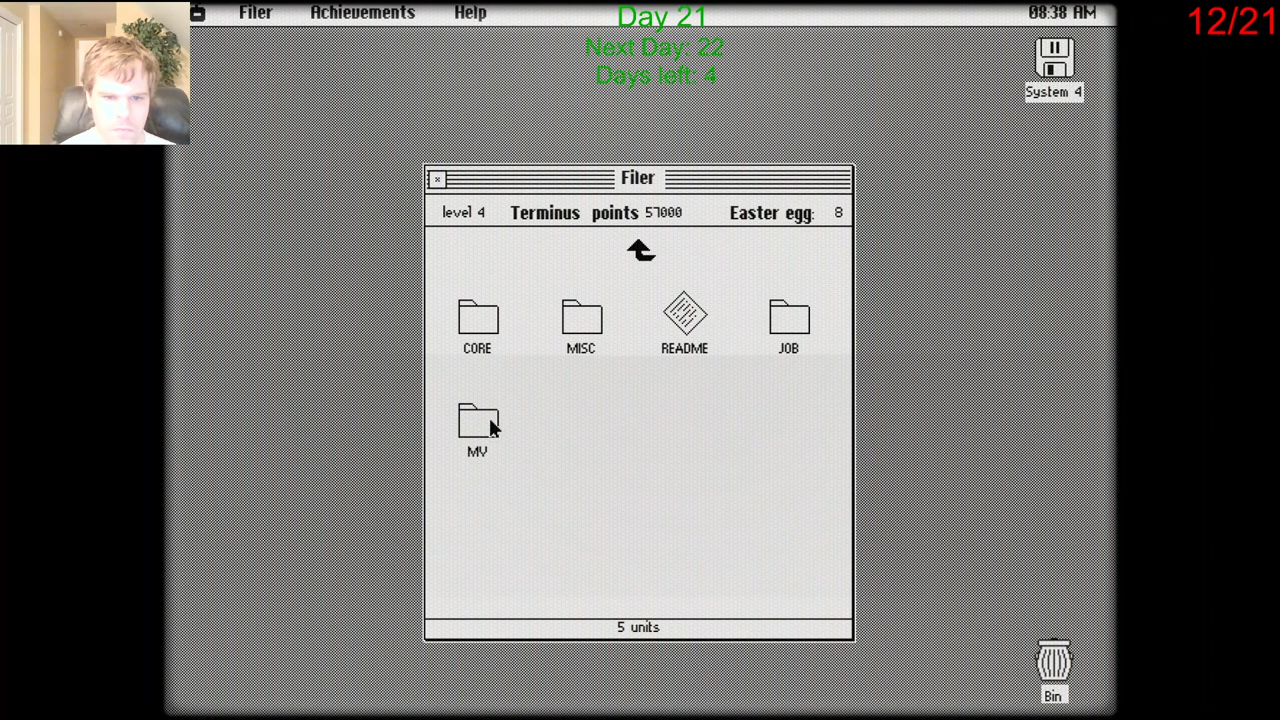 Filer Achievements Help
Day 21
08:38 AM
12/21
Next Day: 22
Days left: 4
System 4
Filer
level 4 Terminus points 57000 Easter egg: 8
CORE MISC README JOB
MV
5 units
Bin